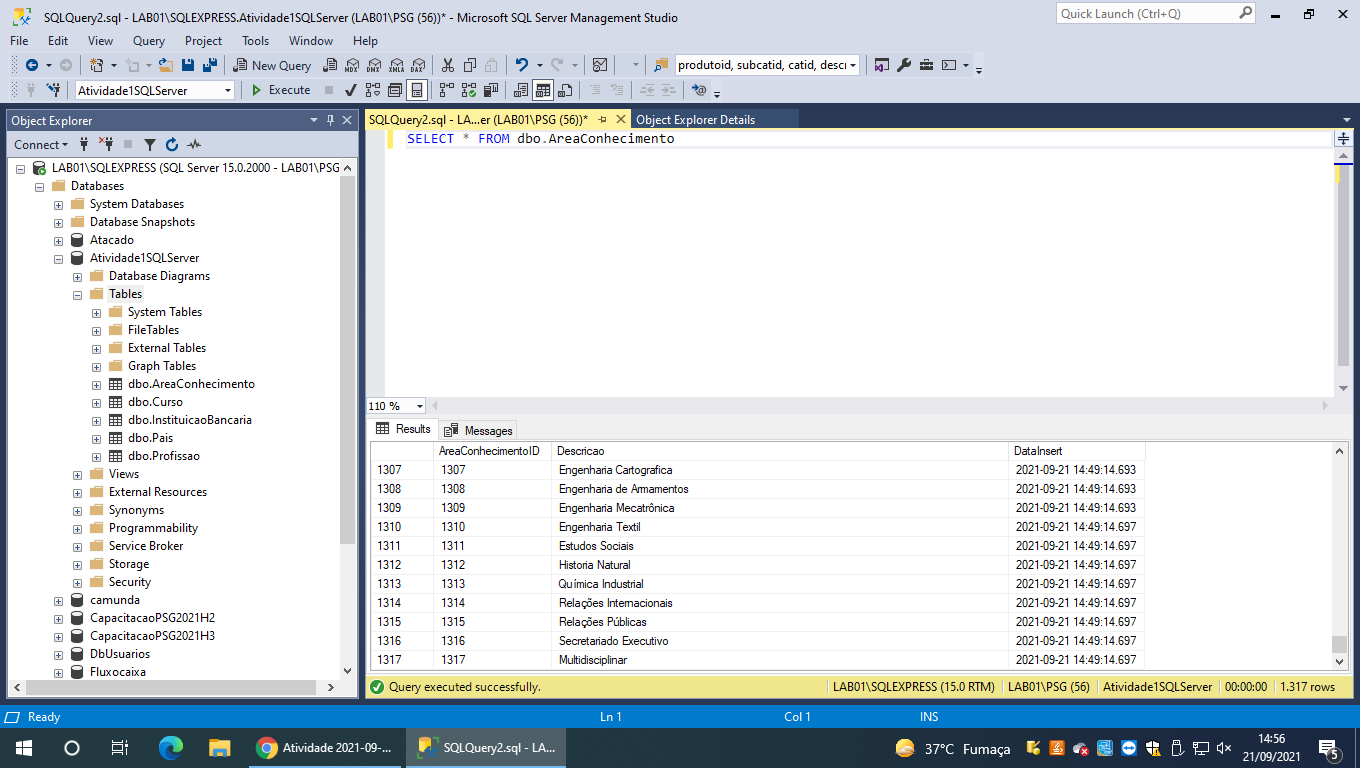 SQLQuery2.sql - LAB01\SQLEXPRESS.Atividade1SQLServer (LAB01\PSG (56))* - Microsoft SQL Server Management Studio
Quick Launch (Ctrl+Q)
File Edit View Query Project Tools Window Help
New Query MDX DMX XMLA DAX produtoid, subcatid, catid, descr
Atividade1SQLServer Execute
Object Explorer
Connect
LAB01\SQLEXPRESS (SQL Server 15.0.2000 - LAB01\PSG
Databases
System Databases
Database Snapshots
Atacado
Atividade1SQLServer
Database Diagrams
Tables
System Tables
FileTables
External Tables
Graph Tables
dbo.AreaConhecimento
dbo.Curso
dbo.InstituicaoBancaria
dbo.Pais
dbo.Profissao
Views
External Resources
Synonyms
Programmability
Service Broker
Storage
Security
camunda
CapacitacaoPSG2021H2
CapacitacaoPSG2021H3
DbUsuarios
Fluxocaixa
SQLQuery2.sql - LA...er (LAB01\PSG (56))* Object Explorer Details
SELECT * FROM dbo.AreaConhecimento
110 %
Results Messages
AreaConhecimentoID Descricao DataInsert
1307 1307 Engenharia Cartografica 2021-09-21 14:49:14.693
1308 1308 Engenharia de Armamentos 2021-09-21 14:49:14.693
1309 1309 Engenharia Mecatrônica 2021-09-21 14:49:14.693
1310 1310 Engenharia Textil 2021-09-21 14:49:14.697
1311 1311 Estudos Sociais 2021-09-21 14:49:14.697
1312 1312 Historia Natural 2021-09-21 14:49:14.697
1313 1313 Química Industrial 2021-09-21 14:49:14.697
1314 1314 Relações Internacionais 2021-09-21 14:49:14.697
1315 1315 Relações Públicas 2021-09-21 14:49:14.697
1316 1316 Secretariado Executivo 2021-09-21 14:49:14.697
1317 1317 Multidisciplinar 2021-09-21 14:49:14.697
Query executed successfully. LAB01\SQLEXPRESS (15.0 RTM) LAB01\PSG (56) Atividade1SQLServer 00:00:00 1.317 rows
Ready Ln 1 Col 1 INS
Atividade 2021-09-... SQLQuery2.sql - LA... 37°C Fumaça 14:56
21/09/2021 5